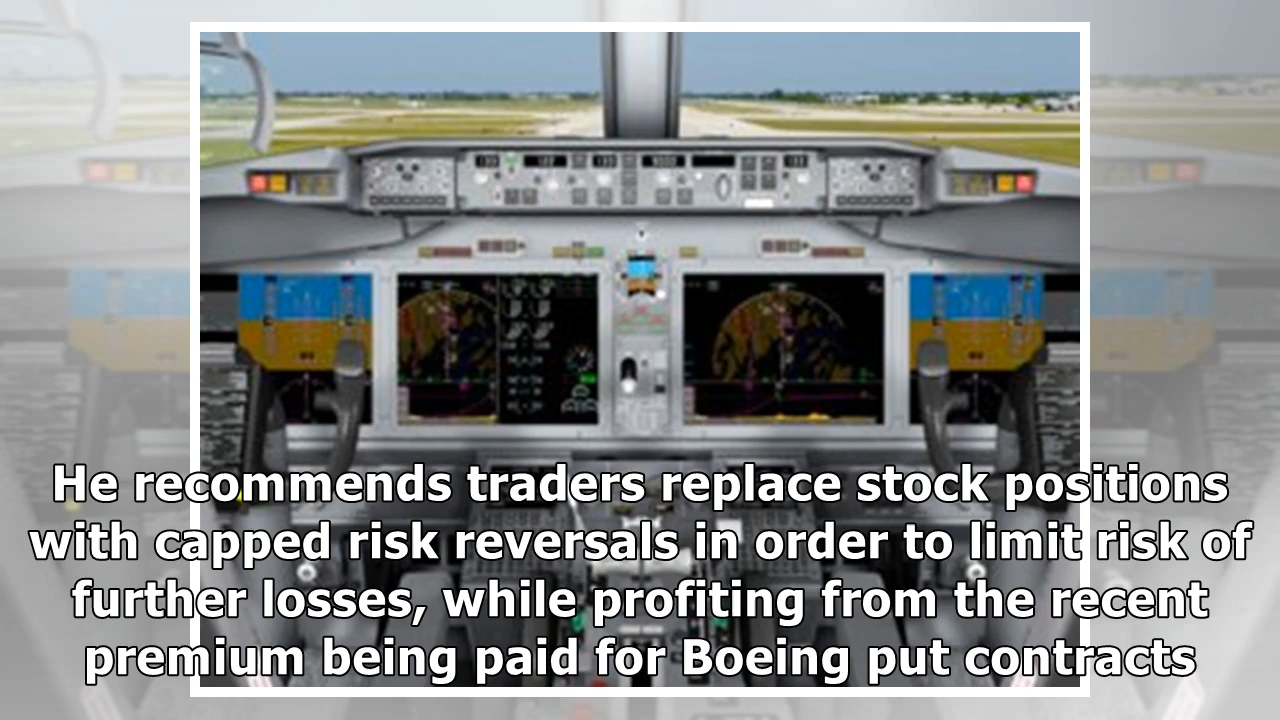 He recommends traders replace stock positions
with capped risk reversals in order to limit risk of
further losses, while profiting from the recent
premium being paid for Boeing put contracts